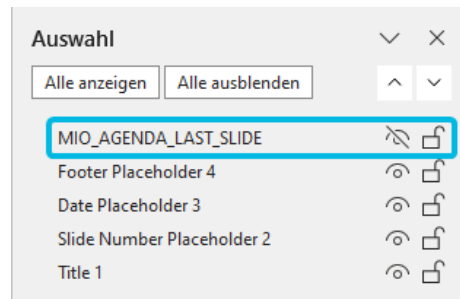 Auswahl
Alle anzeigen Alle ausblenden
MIO_AGENDA_LAST_SLIDE
Footer Placeholder 4
Date Placeholder 3
Slide Number Placeholder 2
Title 1